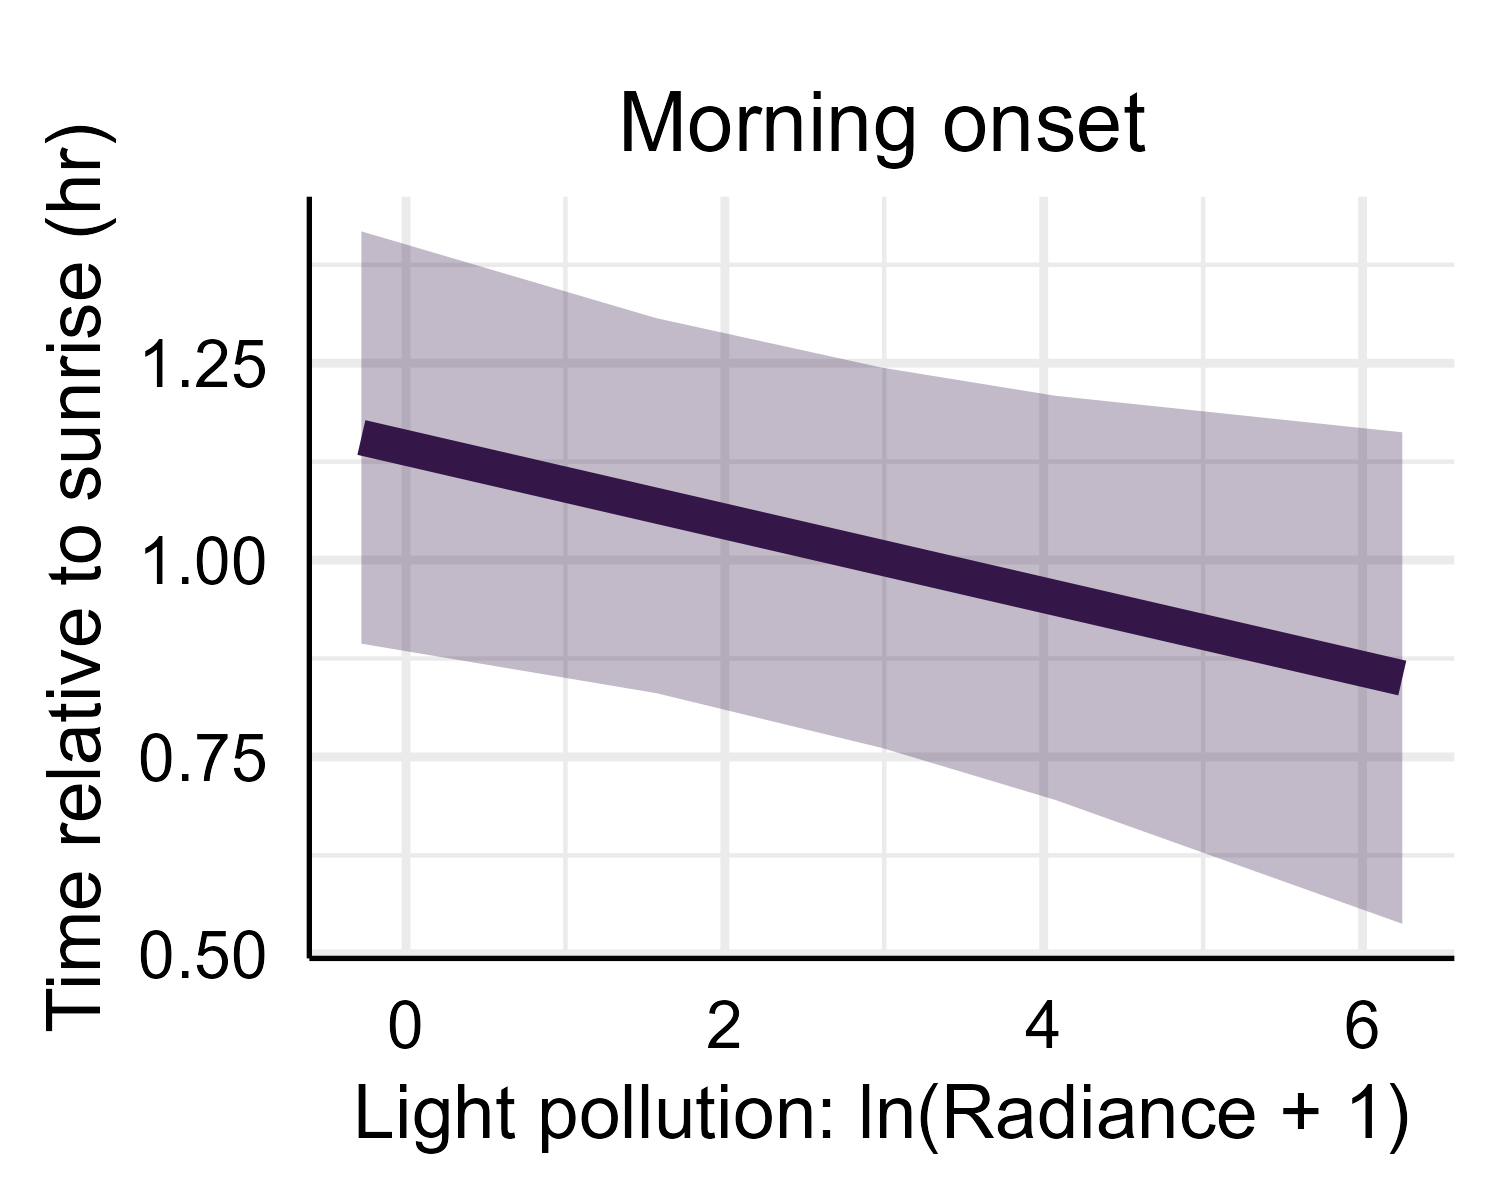 Morning onset
Time relative to sunrise (hr)
1.25
1.00
0.75
0.50
0 2 4 6
Light pollution: ln(Radiance + 1)